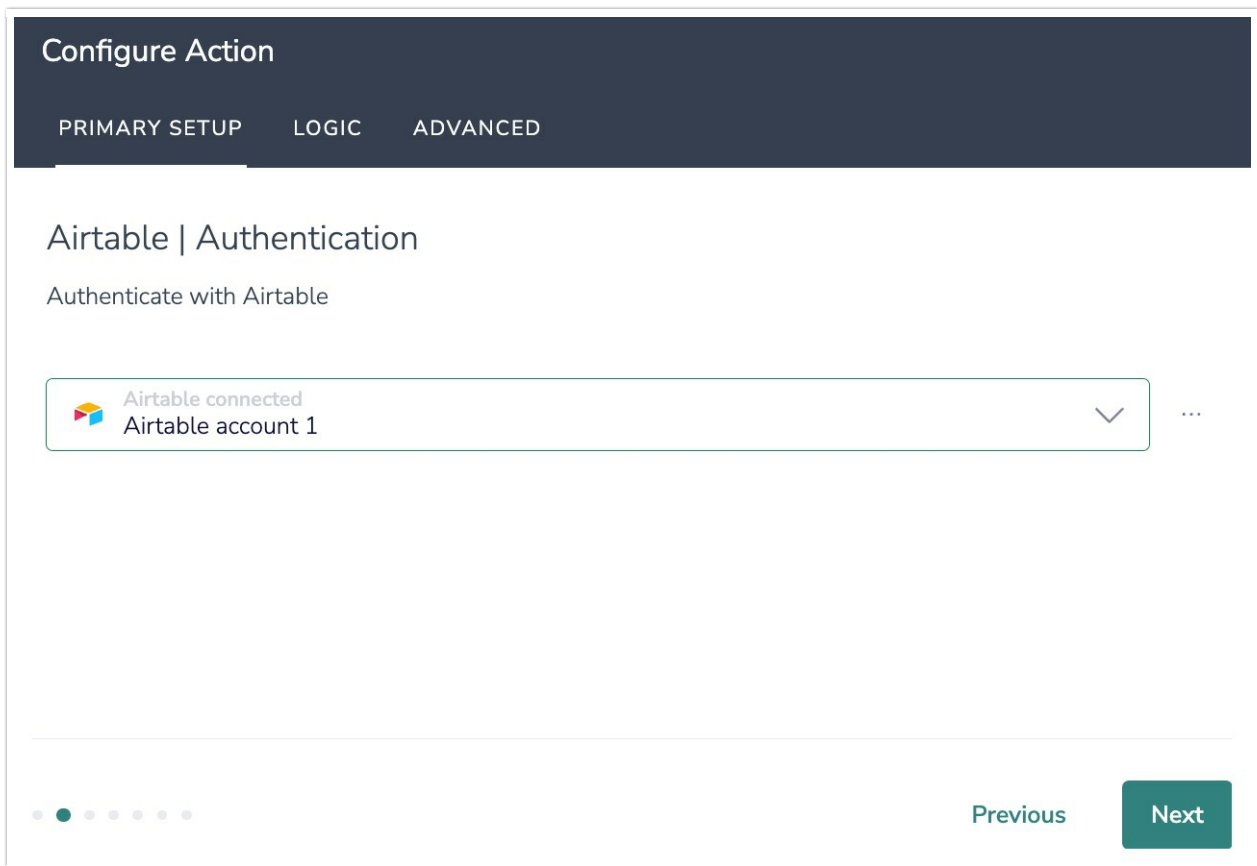 Configure Action
PRIMARY SETUP LOGIC ADVANCED
Airtable | Authentication
Authenticate with Airtable
Airtable connected
Airtable account 1
...
Previous Next